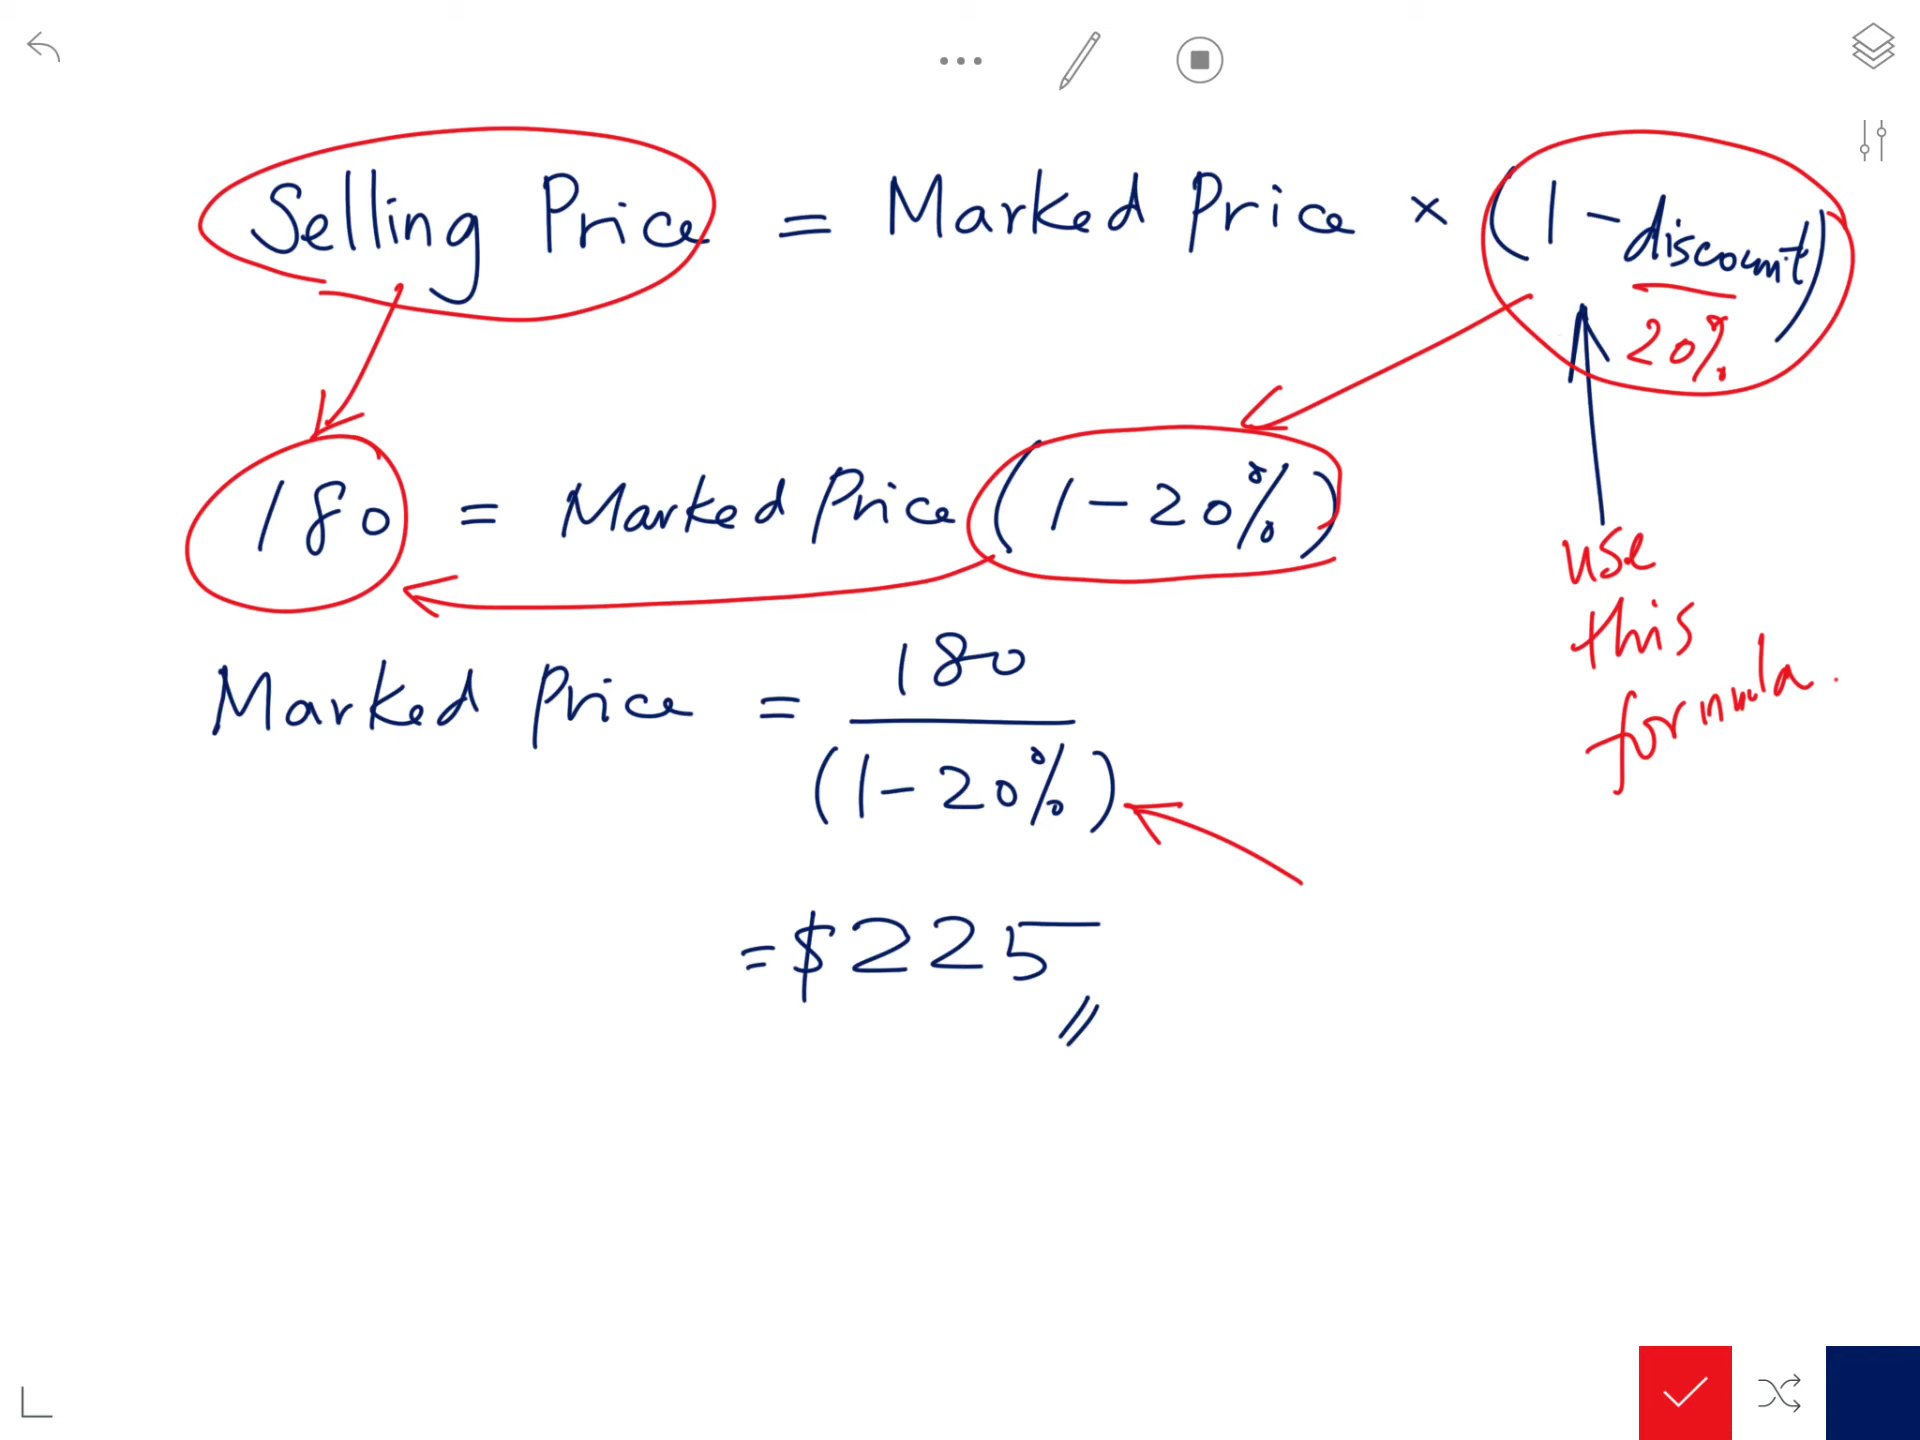 Selling Price = Marked Price × (1 - discount)
20%
180 = Marked Price (1 - 20%)
use
this
formula.
Marked Price = 180
(1 - 20%)
= $225